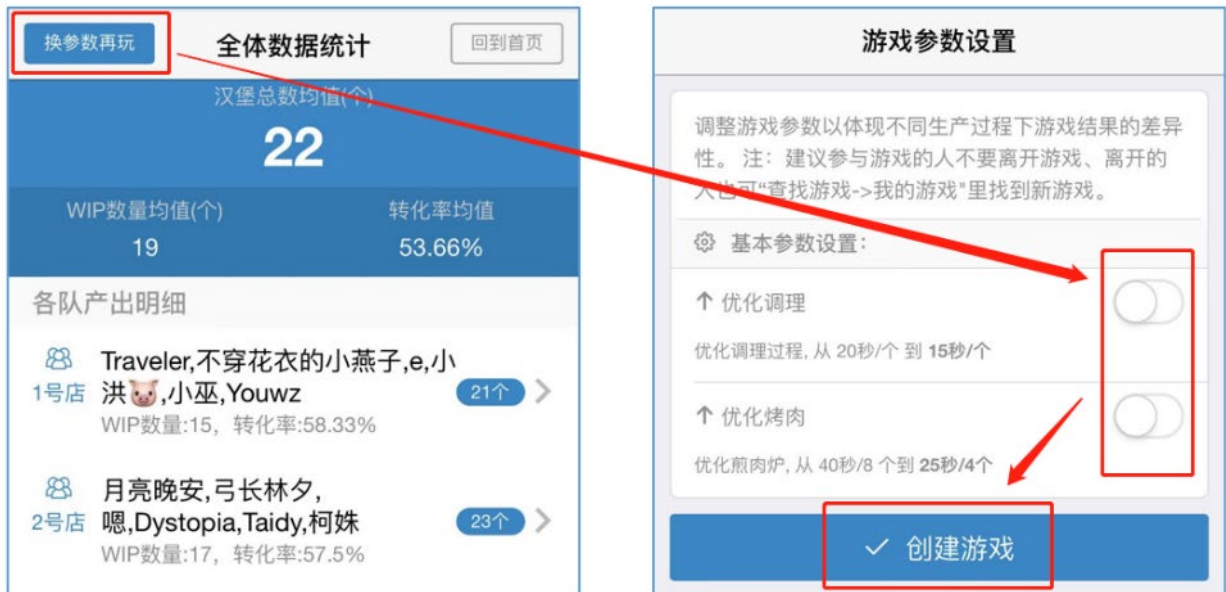 换参数再玩
全体数据统计
回到首页
汉堡总数均值(个)
22
WIP数量均值(个)
转化率均值
19
53.66%
各队产出明细
Traveler,不穿花衣的小燕子,e,小
1号店
洪🐷,小巫,Youwz
21个
WIP数量:15, 转化率:58.33%
月亮晚安,弓长林夕,
2号店
嗯,Dystopia,Taidy,柯姝
23个
WIP数量:17, 转化率:57.5%
游戏参数设置
调整游戏参数以体现不同生产过程下游戏结果的差异
性。 注: 建议参与游戏的人不要离开游戏、离开的
人也可"查找游戏->我的游戏"里找到新游戏。
基本参数设置:
↑ 优化调理
优化调理过程, 从 20秒/个 到 15秒/个
↑ 优化烤肉
优化煎肉炉, 从 40秒/8 个到 25秒/4个
✓ 创建游戏